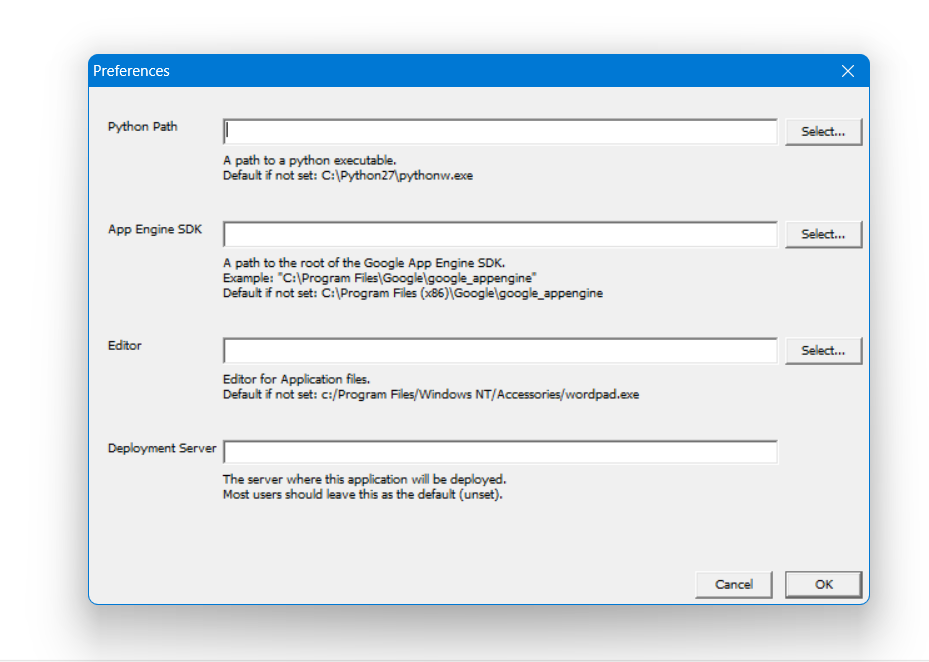 Preferences
Python Path
Select...
A path to a python executable.
Default if not set: C:\Python27\pythonw.exe
App Engine SDK
Select...
A path to the root of the Google App Engine SDK.
Example: "C:\Program Files\Google\google_appengine"
Default if not set: C:\Program Files (x86)\Google\google_appengine
Editor
Select...
Editor for Application files.
Default if not set: c:/Program Files/Windows NT/Accessories/wordpad.exe
Deployment Server
The server where this application will be deployed.
Most users should leave this as the default (unset).
Cancel
OK